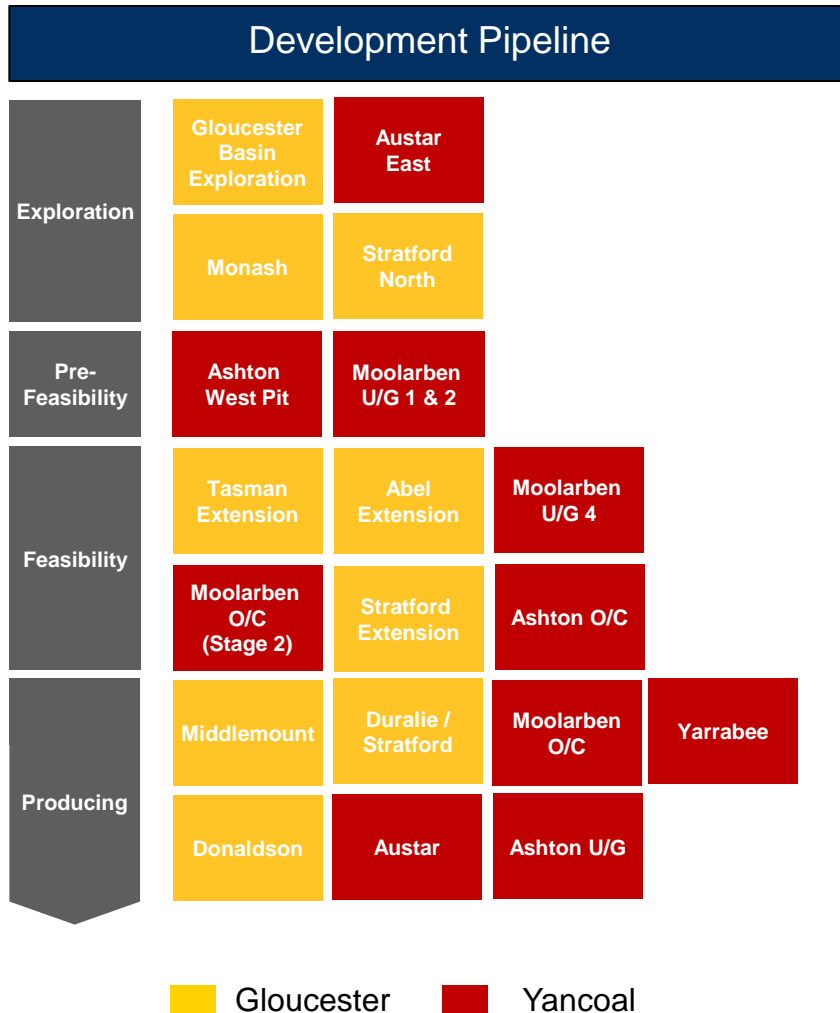 Development Pipeline
Exploration
Gloucester
Basin
Exploration
Austar
East
Monash
Stratford
North
Pre-
Feasibility
Ashton
West Pit
Moolarben
U/G 1 & 2
Feasibility
Tasman
Extension
Abel
Extension
Moolarben
U/G 4
Moolarben
O/C
(Stage 2)
Stratford
Extension
Ashton O/C
Producing
Middlemount
Duralie /
Stratford
Moolarben
O/C
Yarrabee
Donaldson
Austar
Ashton U/G
Gloucester
Yancoal